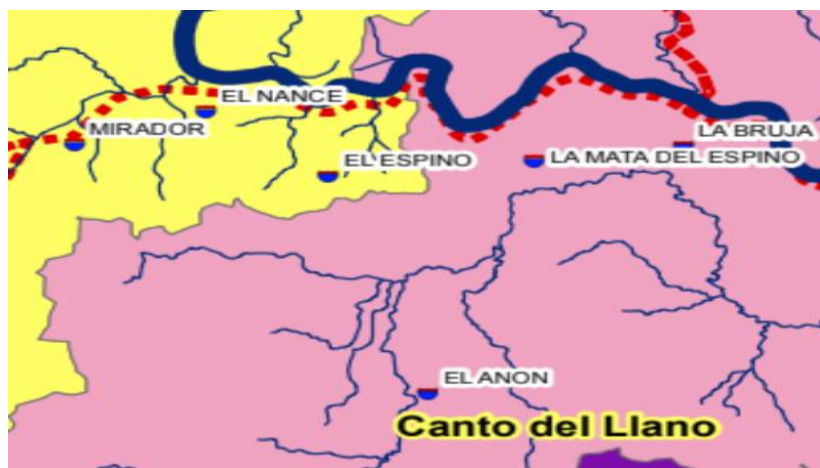 EL NANCE
MIRADOR
LA BRUJA
EL ESPINO
LA MATA DEL ESPINO
EL ANON
Canto del Llano